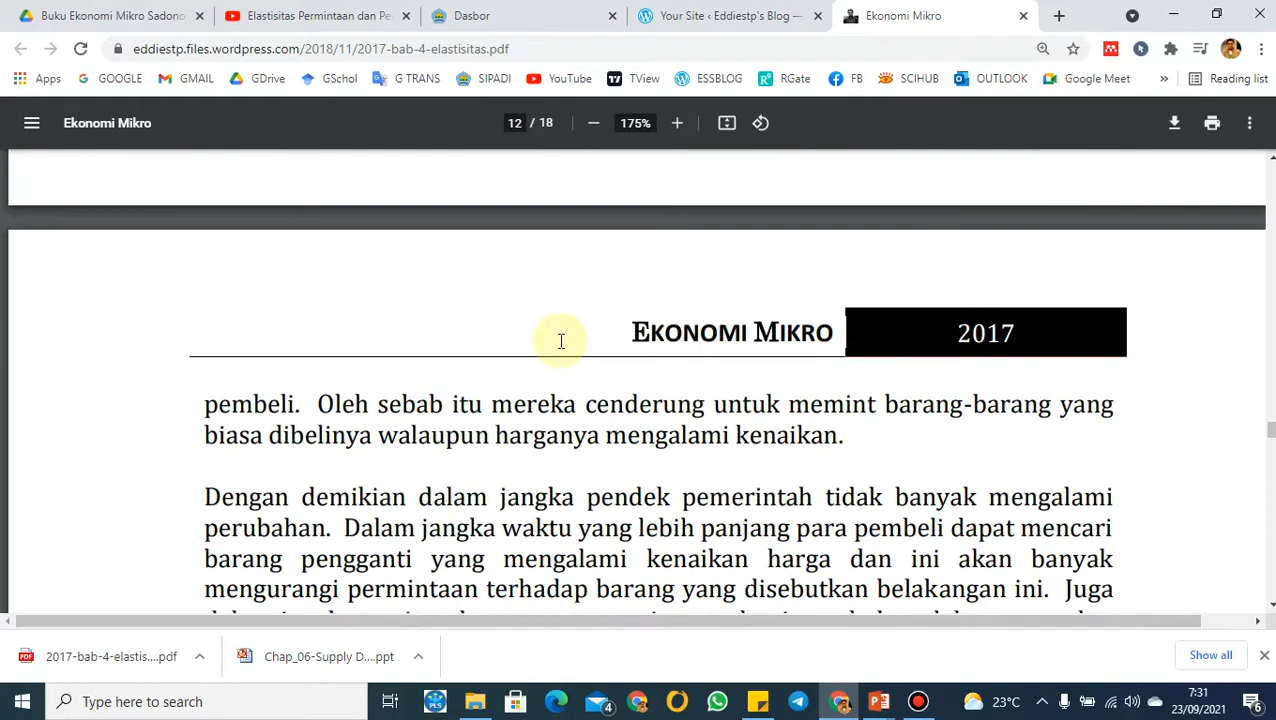 Buku Ekonomi Mikro Badboo
Elastisitas Permintaan dan Pe
Dasbor
Your Site ‹ Eddiestp's Blog —
Ekonomi Mikro
eddiestp.files.wordpress.com/2018/11/2017-bab-4-elastisitas.pdf
Apps GOOGLE GMAIL GDrive GSchol G TRANS SIPADI YouTube TView ESSBLOG RGate FB SCIHUB OUTLOOK Google Meet » Reading list
Ekonomi Mikro 12 / 18 175%
EKONOMI MIKRO 2017
pembeli. Oleh sebab itu mereka cenderung untuk memint barang-barang yang
biasa dibelinya walaupun harganya mengalami kenaikan.
Dengan demikian dalam jangka pendek pemerintah tidak banyak mengalami
perubahan. Dalam jangka waktu yang lebih panjang para pembeli dapat mencari
barang pengganti yang mengalami kenaikan harga dan ini akan banyak
mengurangi permintaan terhadap barang yang disebutkan belakangan ini. Juga
2017-bab-4-elastis....pdf
Chap_06-Supply D....ppt
Show all
Type here to search
PLS
4
23°C
7:31
23/09/2021
6